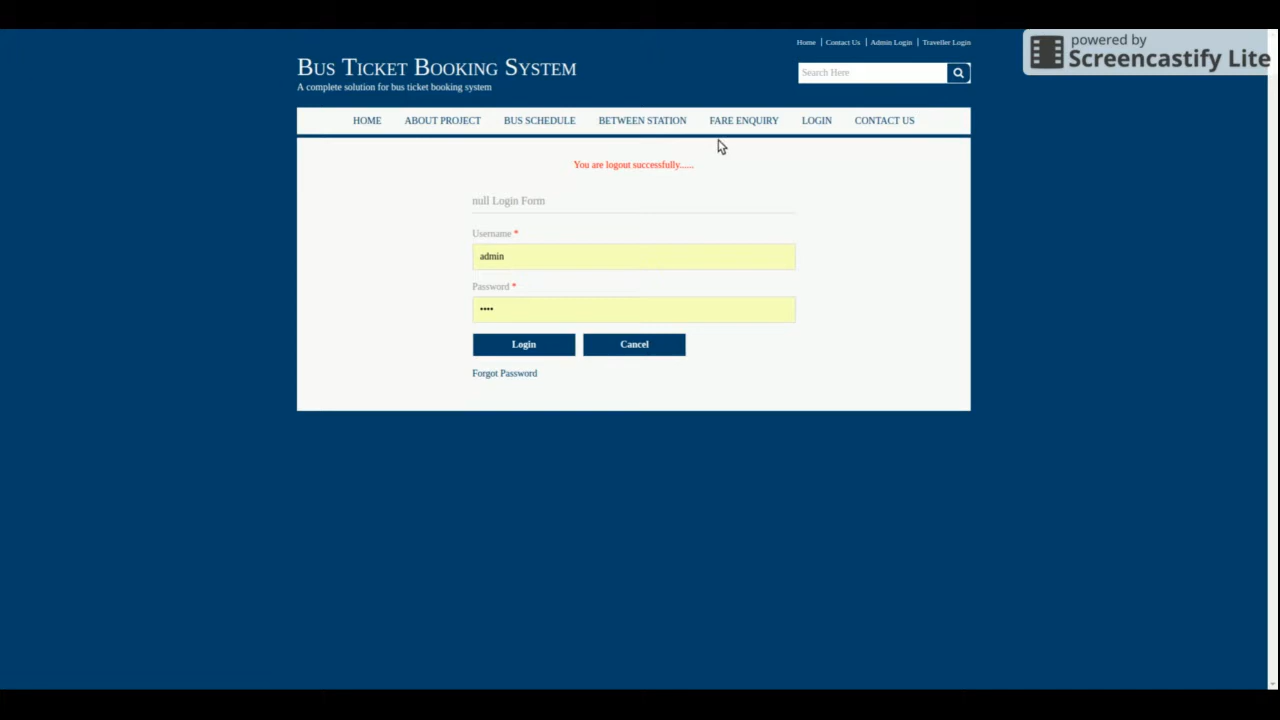 Home | Contact Us | Admin Login | Traveller Login
powered by
Screencastify Lite
BUS TICKET BOOKING SYSTEM
A complete solution for bus ticket booking system
Search Here
HOME ABOUT PROJECT BUS SCHEDULE BETWEEN STATION FARE ENQUIRY LOGIN CONTACT US
You are logout successfully......
null Login Form
Username *
admin
Password *
••••
Login Cancel
Forgot Password